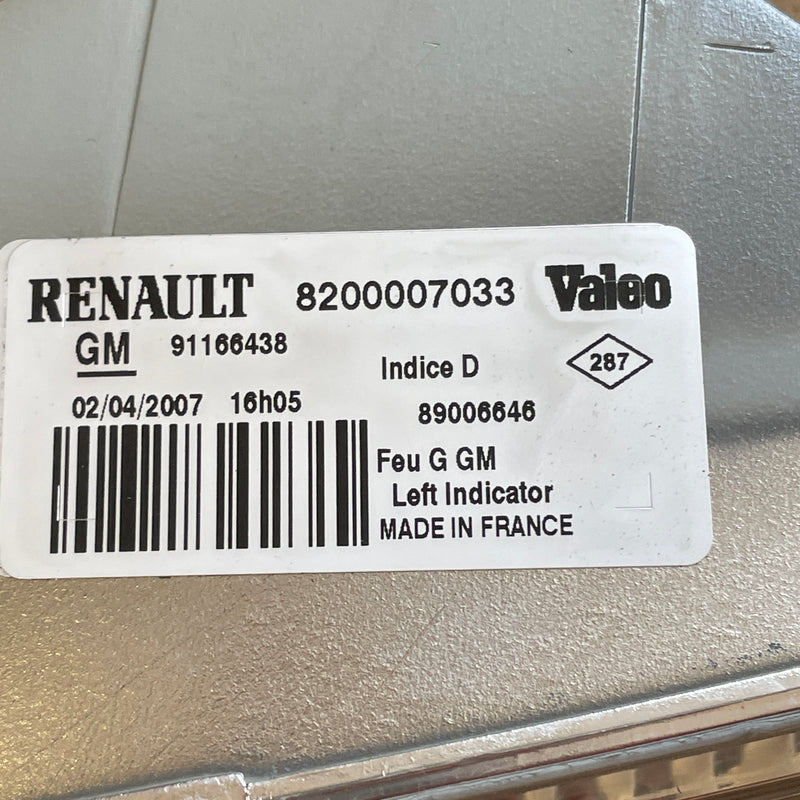 RENAULT 8200007033 Valeo
GM 91166438
Indice D 287
02/04/2007 16h05 89006646
Feu G GM
Left Indicator
MADE IN FRANCE